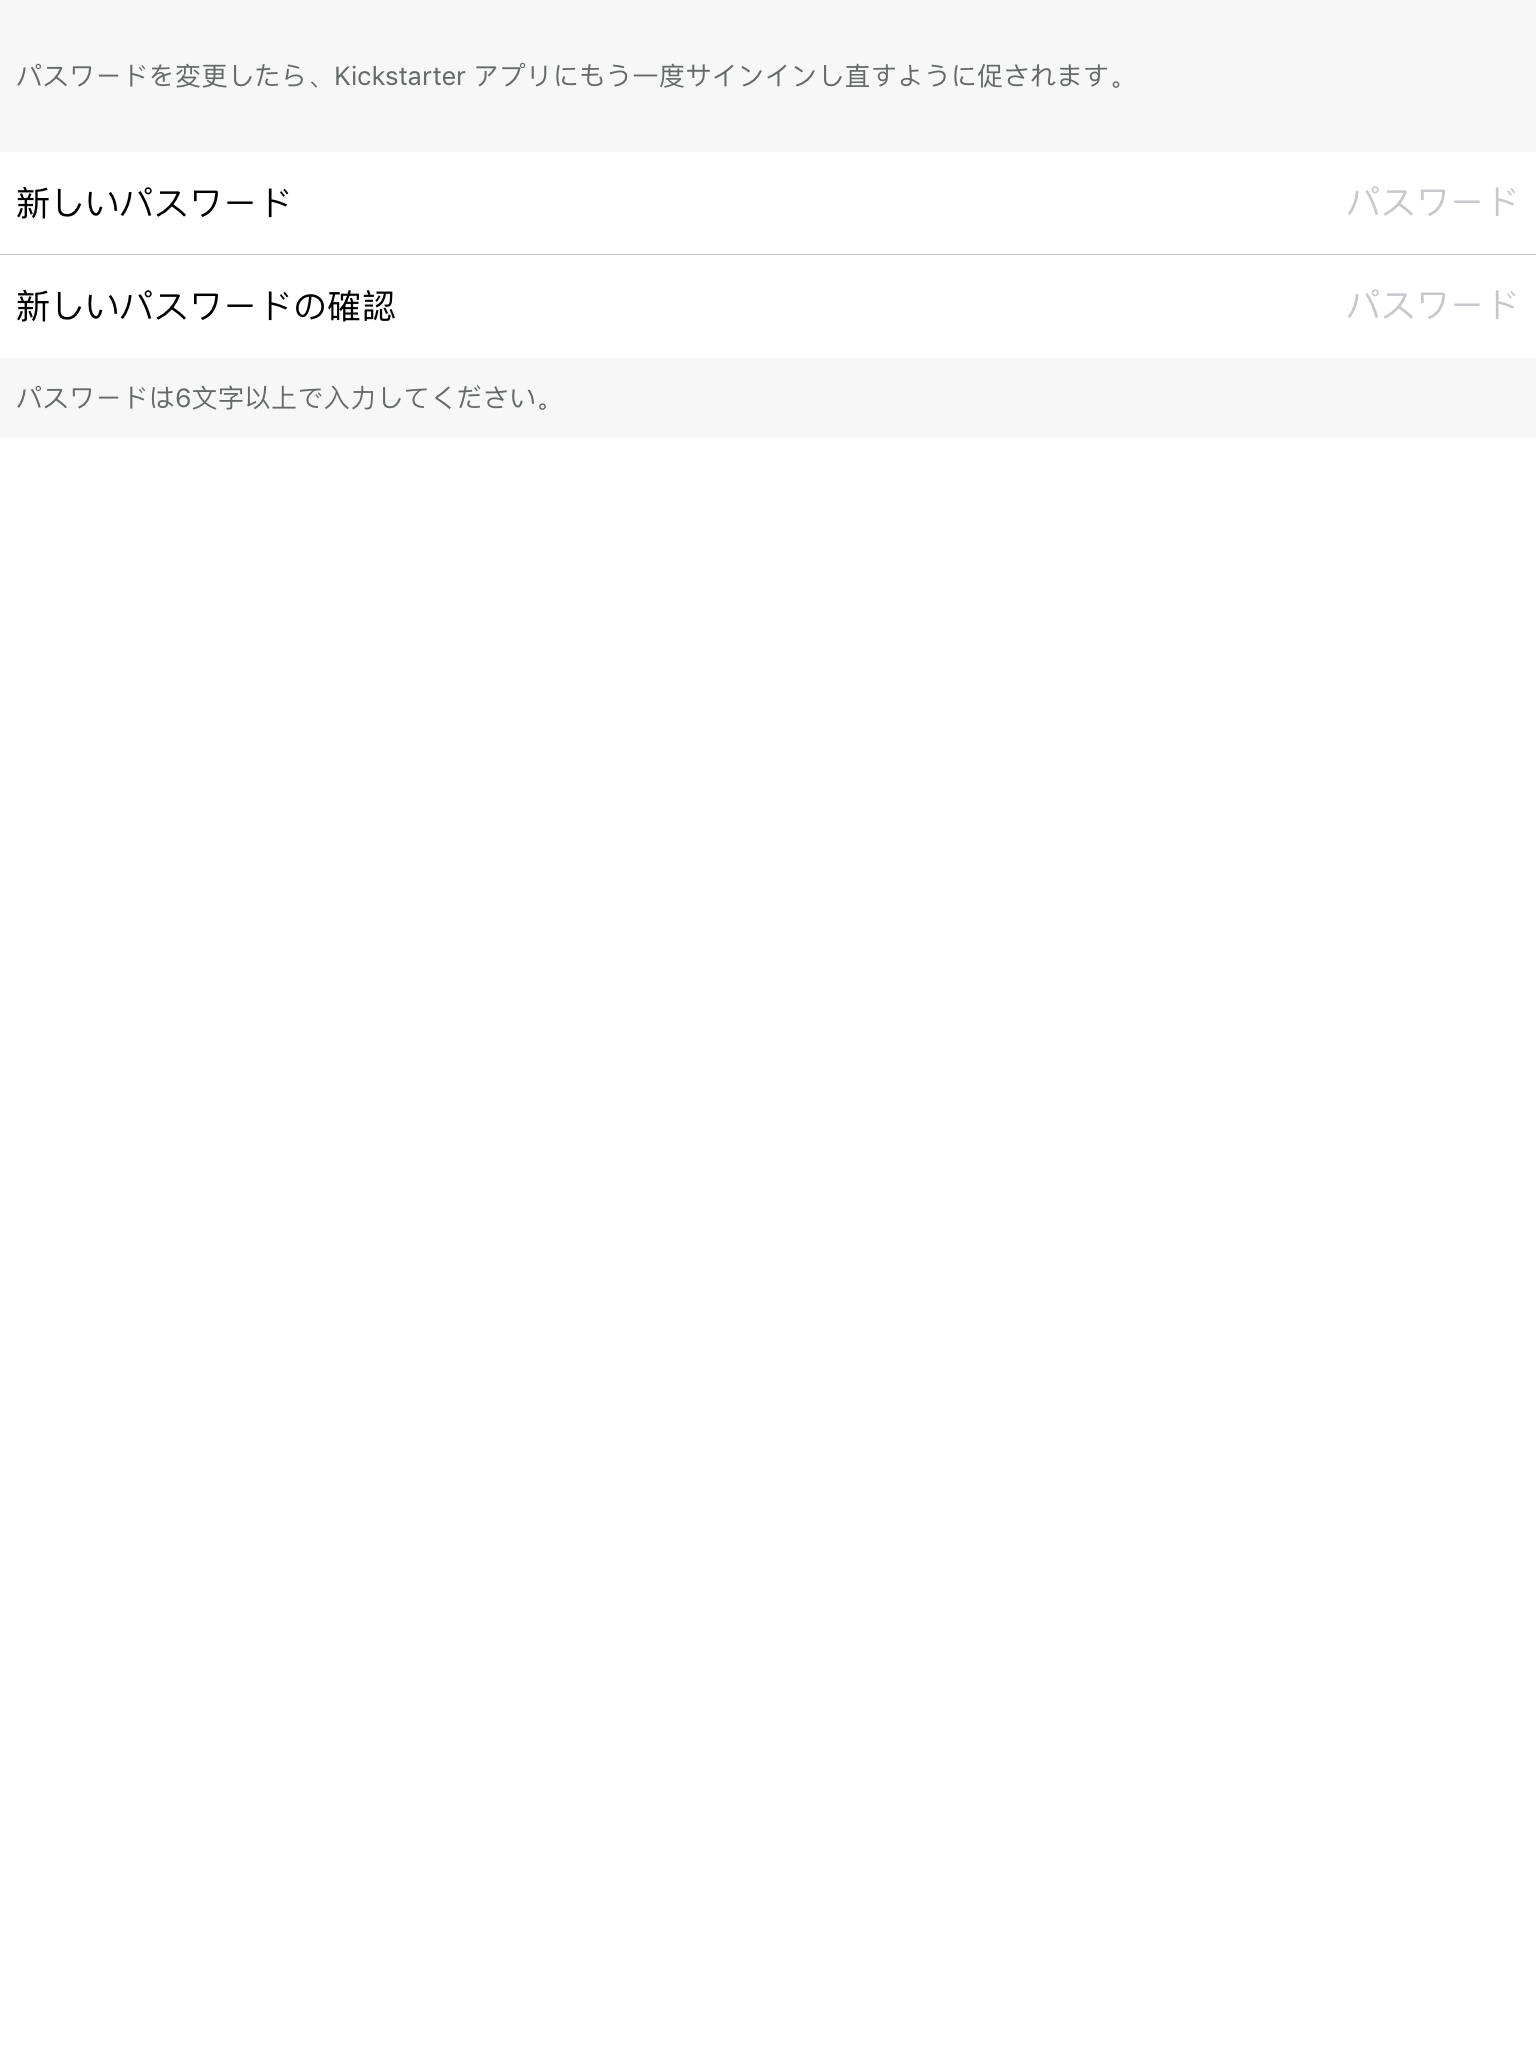 パスワードを変更したら、Kickstarter アプリにもう一度サインインし直すように促されます。
新しいパスワード
パスワード
新しいパスワードの確認
パスワード
パスワードは6文字以上で入力してください。